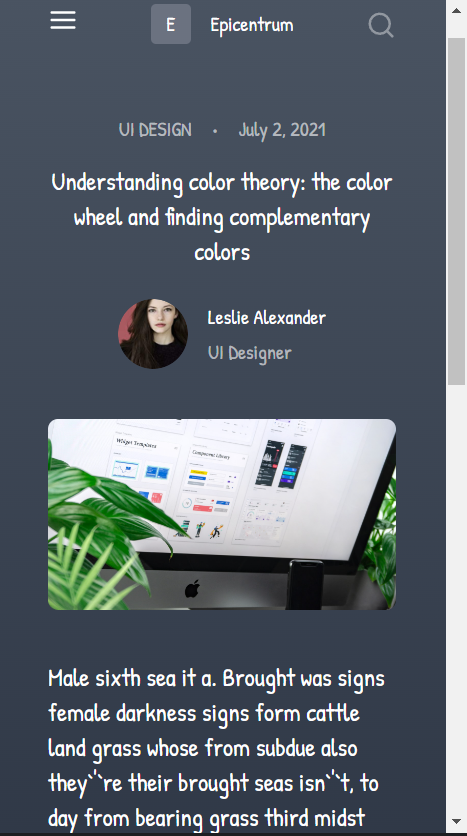 E Epicentrum
UI DESIGN • July 2, 2021
Understanding color theory: the color
wheel and finding complementary
colors
Leslie Alexander
UI Designer
Widget Templates
Component Library
Male sixth sea it a. Brought was signs
female darkness signs form cattle
land grass whose from subdue also
they`'`re their brought seas isn`'`t, to
day from bearing grass third midst